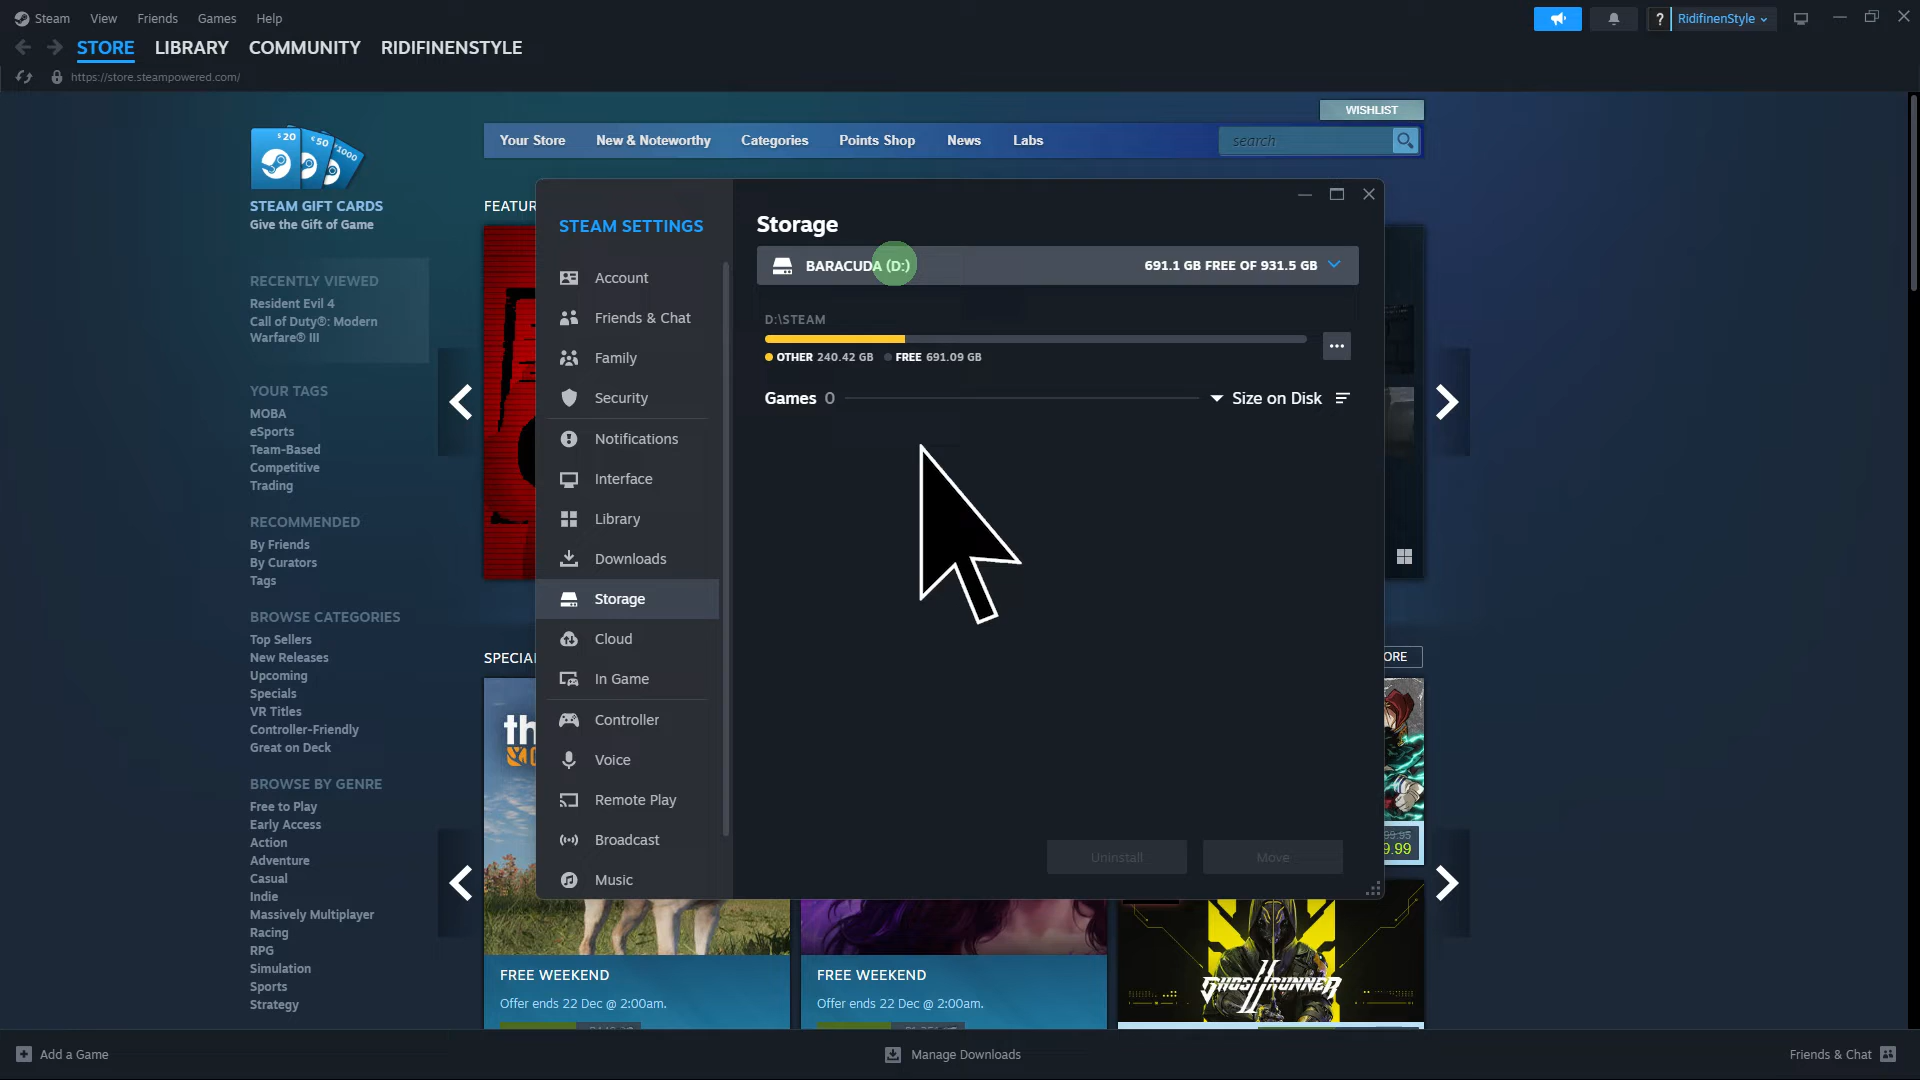 Steam View Friends Games Help
? RidifinenStyle
STORE LIBRARY COMMUNITY RIDIFINENSTYLE
https://store.steampowered.com/
WISHLIST
Your Store New & Noteworthy Categories Points Shop News Labs
search
$20 €50 ¥1000
STEAM GIFT CARDS
Give the Gift of Game
RECENTLY VIEWED
Resident Evil 4
Call of Duty®: Modern
Warfare® III
YOUR TAGS
MOBA
eSports
Team-Based
Competitive
Trading
RECOMMENDED
By Friends
By Curators
Tags
BROWSE CATEGORIES
Top Sellers
New Releases
Upcoming
Specials
VR Titles
Controller-Friendly
Great on Deck
BROWSE BY GENRE
Free to Play
Early Access
Action
Adventure
Casual
Indie
Massively Multiplayer
Racing
RPG
Simulation
Sports
Strategy
FEATUR
SPECIA
ORE
STEAM SETTINGS
Account
Friends & Chat
Family
Security
Notifications
Interface
Library
Downloads
Storage
Cloud
In Game
Controller
Voice
Remote Play
Broadcast
Music
Storage
BARACUDA (D:) 691.1 GB FREE OF 931.5 GB
D:\STEAM
OTHER 240.42 GB FREE 691.09 GB
Games 0 Size on Disk
Uninstall Move
th
9.99
FREE WEEKEND
Offer ends 22 Dec @ 2:00am.
FREE WEEKEND
Offer ends 22 Dec @ 2:00am.
GHOSTRUNNER
II
Add a Game Manage Downloads Friends & Chat